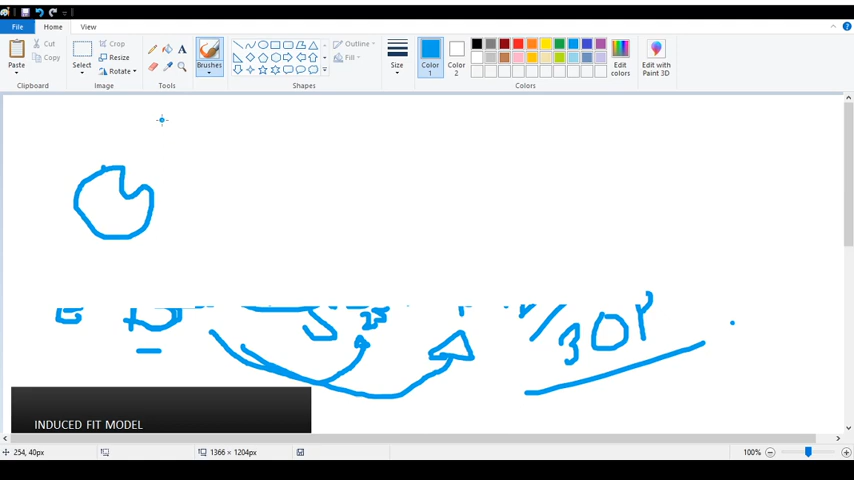 File Home View
Paste
Cut
Copy
Clipboard
Select
Crop
Resize
Rotate
Image
Tools
Brushes
Shapes
Outline
Fill
Size
Color 1
Color 2
Edit colors
Edit with Paint 3D
Colors
30P
INDUCED FIT MODEL
254, 40px
1366 × 1204px
100%